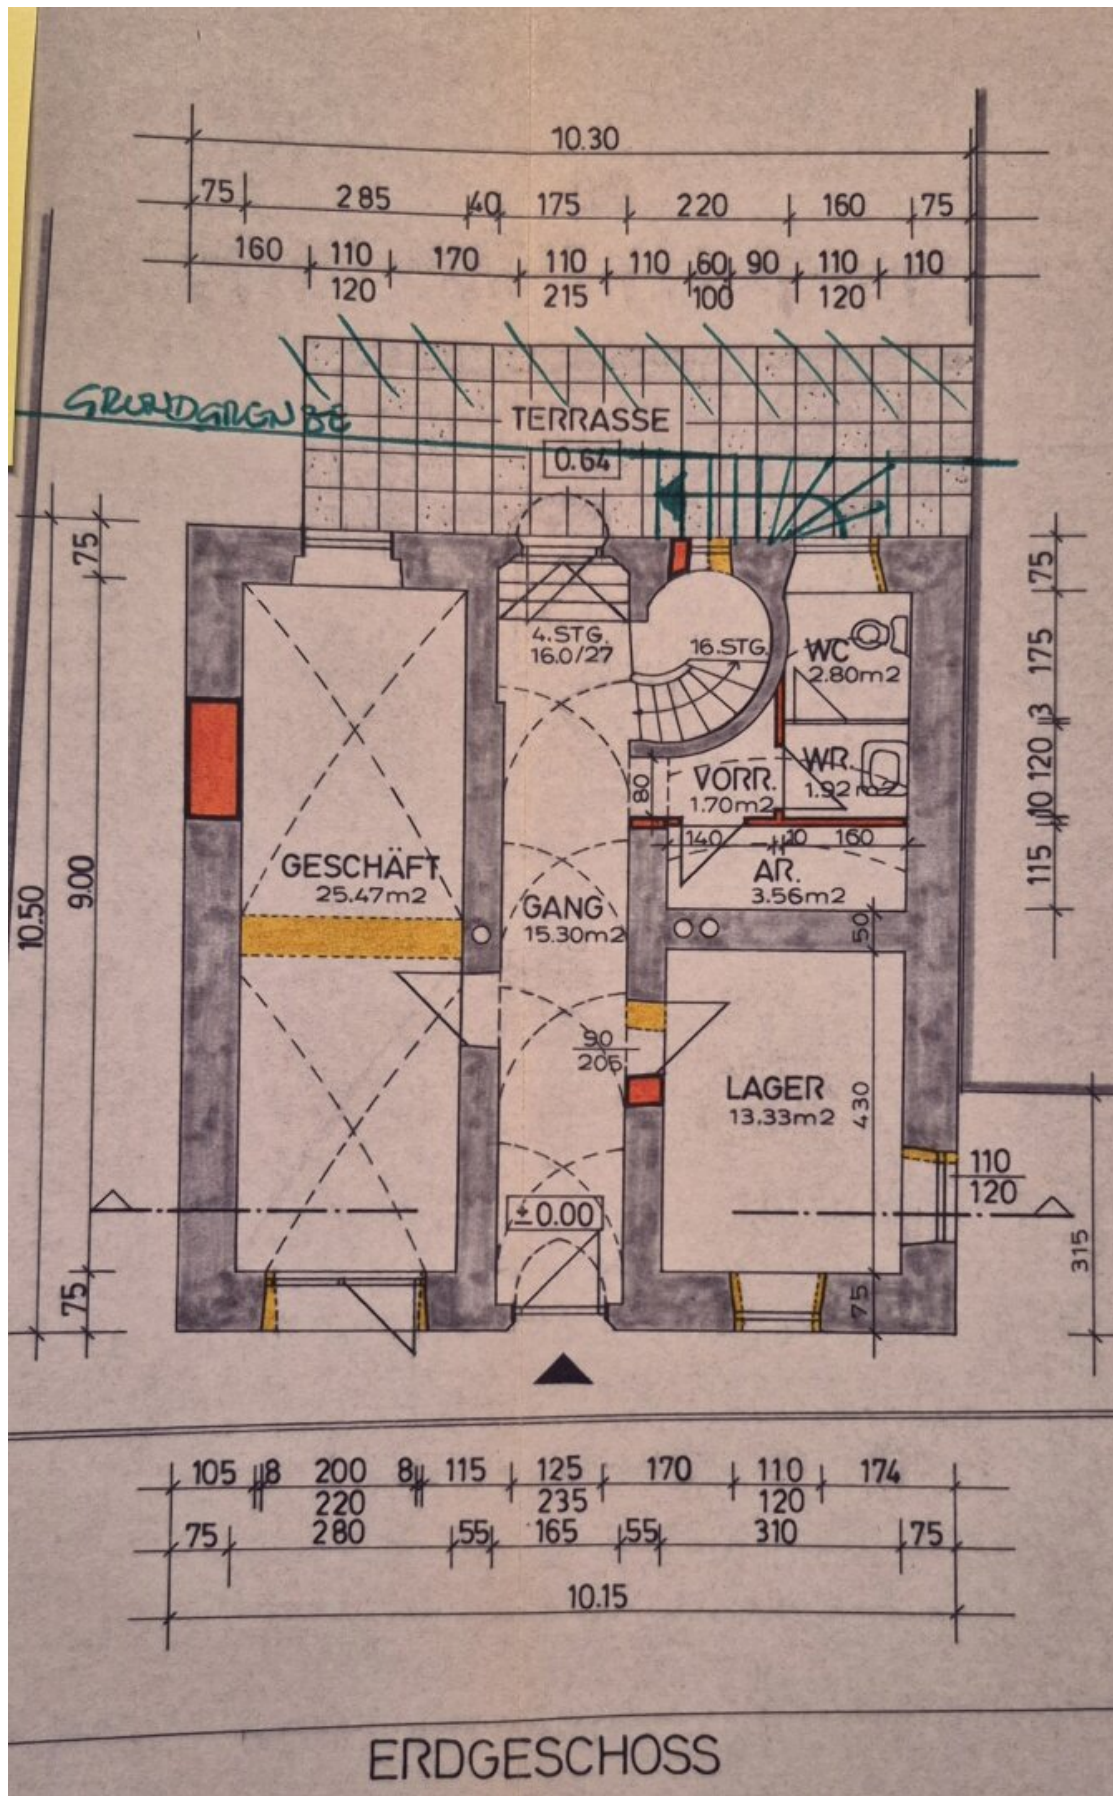 10.30
75 285 40 175 220 160 75
160 110 170 110 110 60 90 110 110
120 215 100 120
GRUNDGRENZE
TERRASSE
0.64
75
75
4.STG.
16.0/27
16.STG.
WC
2.80m2
175
3
WR.
1.92m2
120
VORR.
1.70m2
80
10
140 10 160
GESCHÄFT
25.47m2
AR.
3.56m2
115
9.00
10.50
GANG
15.30m2
50
90
205
LAGER
13.33m2
430
110
120
±0.00
315
75
75
105 8 200 8 115 125 170 110 174
220 235 120
75 280 55 165 55 310 75
10.15
ERDGESCHOSS